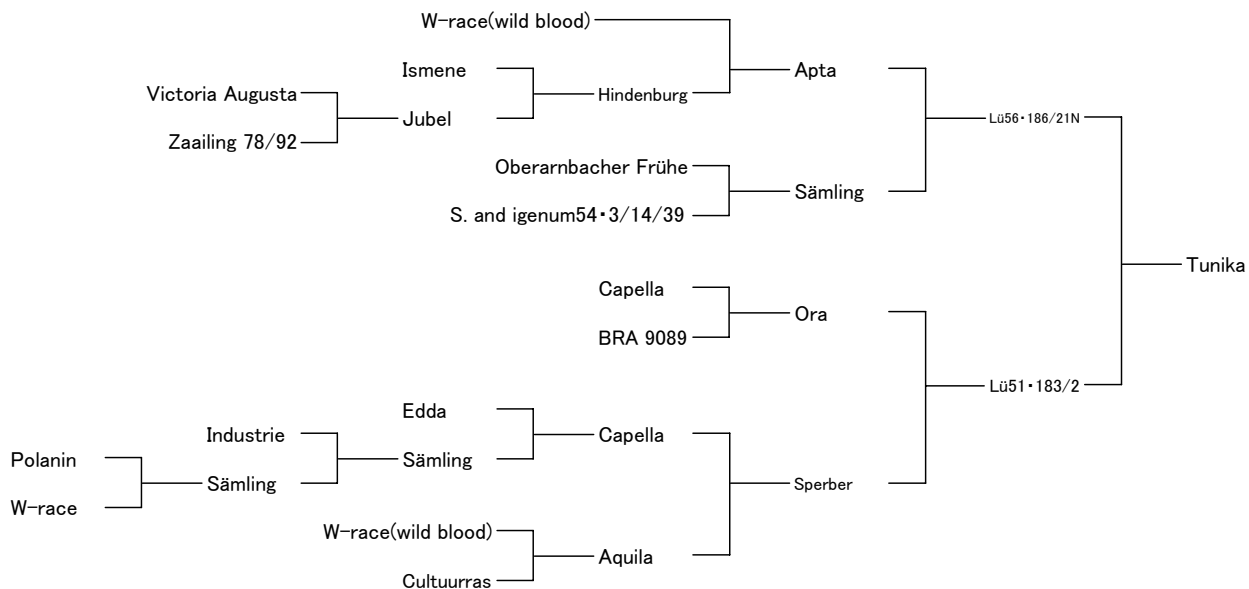 W-race(wild blood)
Ismene
Apta
Victoria Augusta
Hindenburg
Jubel
Lü56・186/21N
Zaailing 78/92
Oberarnbacher Frühe
Sämling
S. and igenum54・3/14/39
Tunika
Capella
Ora
BRA 9089
Lü51・183/2
Edda
Industrie
Capella
Polanin
Sämling
Sämling
Sperber
W-race
W-race(wild blood)
Aquila
Cultuurras